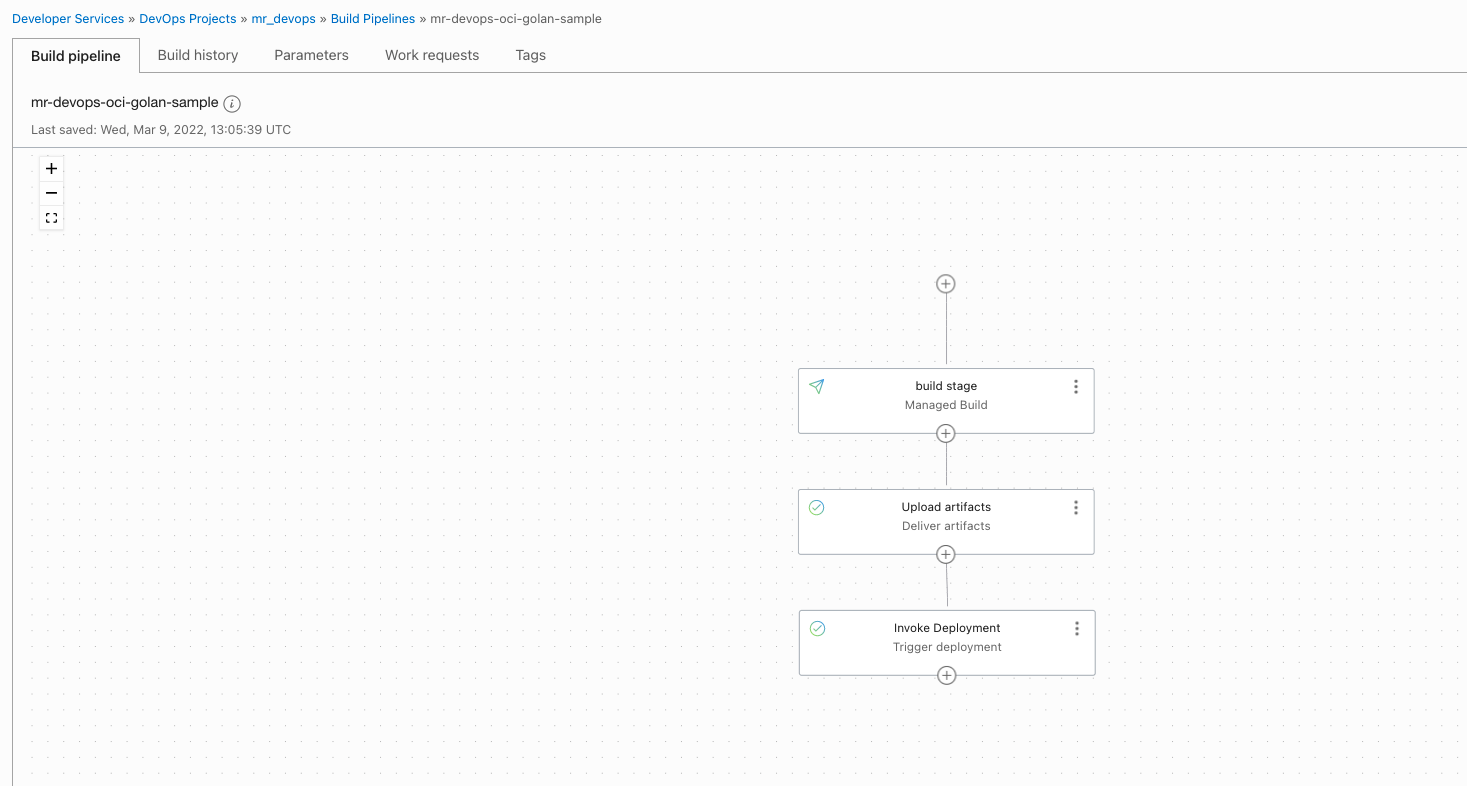 Developer Services » DevOps Projects » mr_devops » Build Pipelines » mr-devops-oci-golan-sample
Build pipeline Build history Parameters Work requests Tags
mr-devops-oci-golan-sample i
Last saved: Wed, Mar 9, 2022, 13:05:39 UTC
build stage
Managed Build
Upload artifacts
Deliver artifacts
Invoke Deployment
Trigger deployment